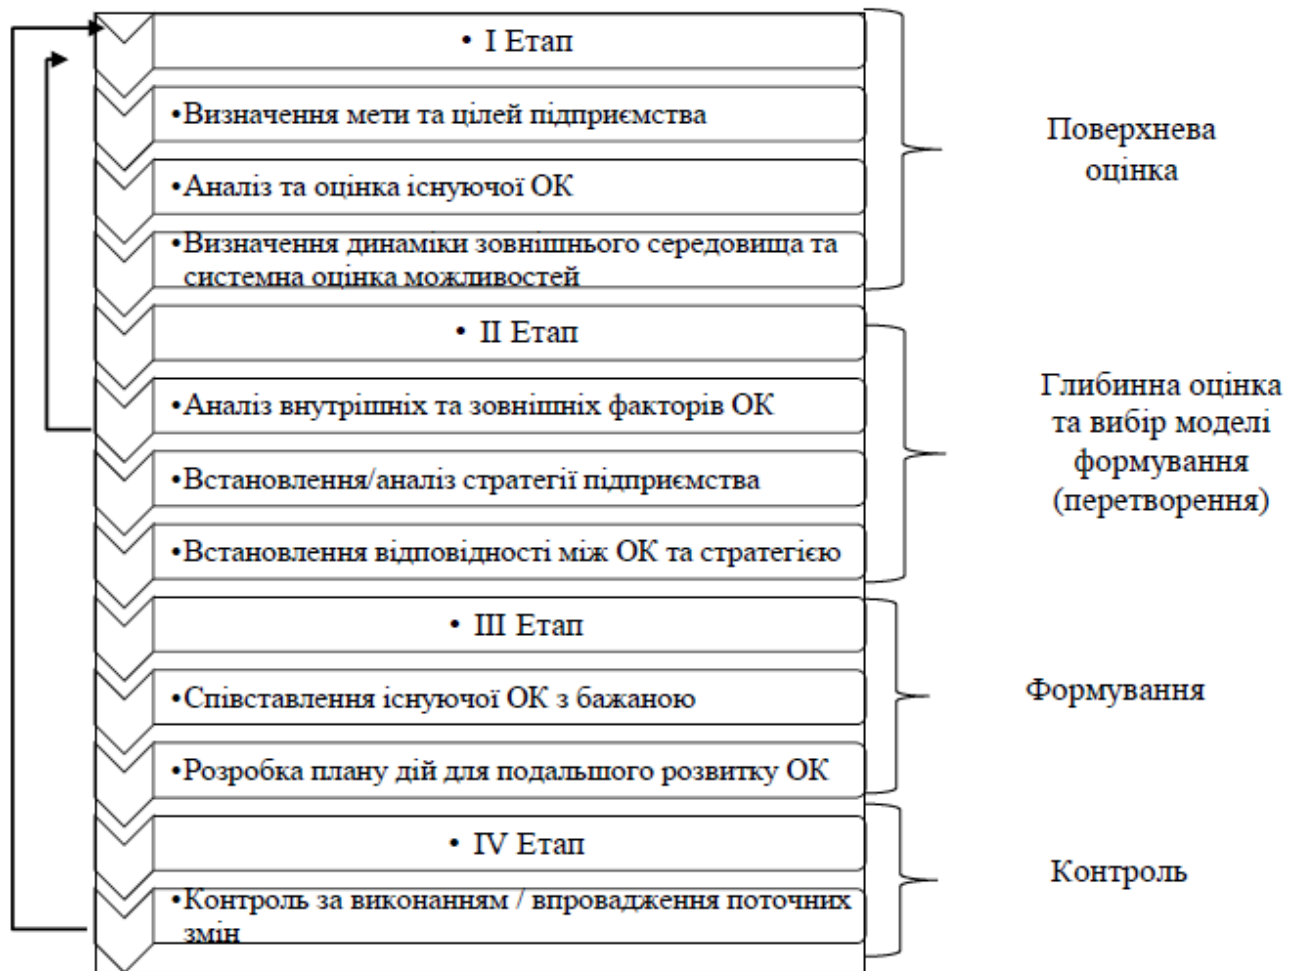 • І Етап
•Визначення мети та цілей підприємства
•Аналіз та оцінка існуючої ОК
•Визначення динаміки зовнішнього середовища та
системна оцінка можливостей
Поверхнева
оцінка
• ІІ Етап
•Аналіз внутрішніх та зовнішніх факторів ОК
•Встановлення/аналіз стратегії підприємства
•Встановлення відповідності між ОК та стратегією
Глибинна оцінка
та вибір моделі
формування
(перетворення)
• ІІІ Етап
•Співставлення існуючої ОК з бажаною
•Розробка плану дій для подальшого розвитку ОК
Формування
• IV Етап
•Контроль за виконанням / впровадження поточних
змін
Контроль